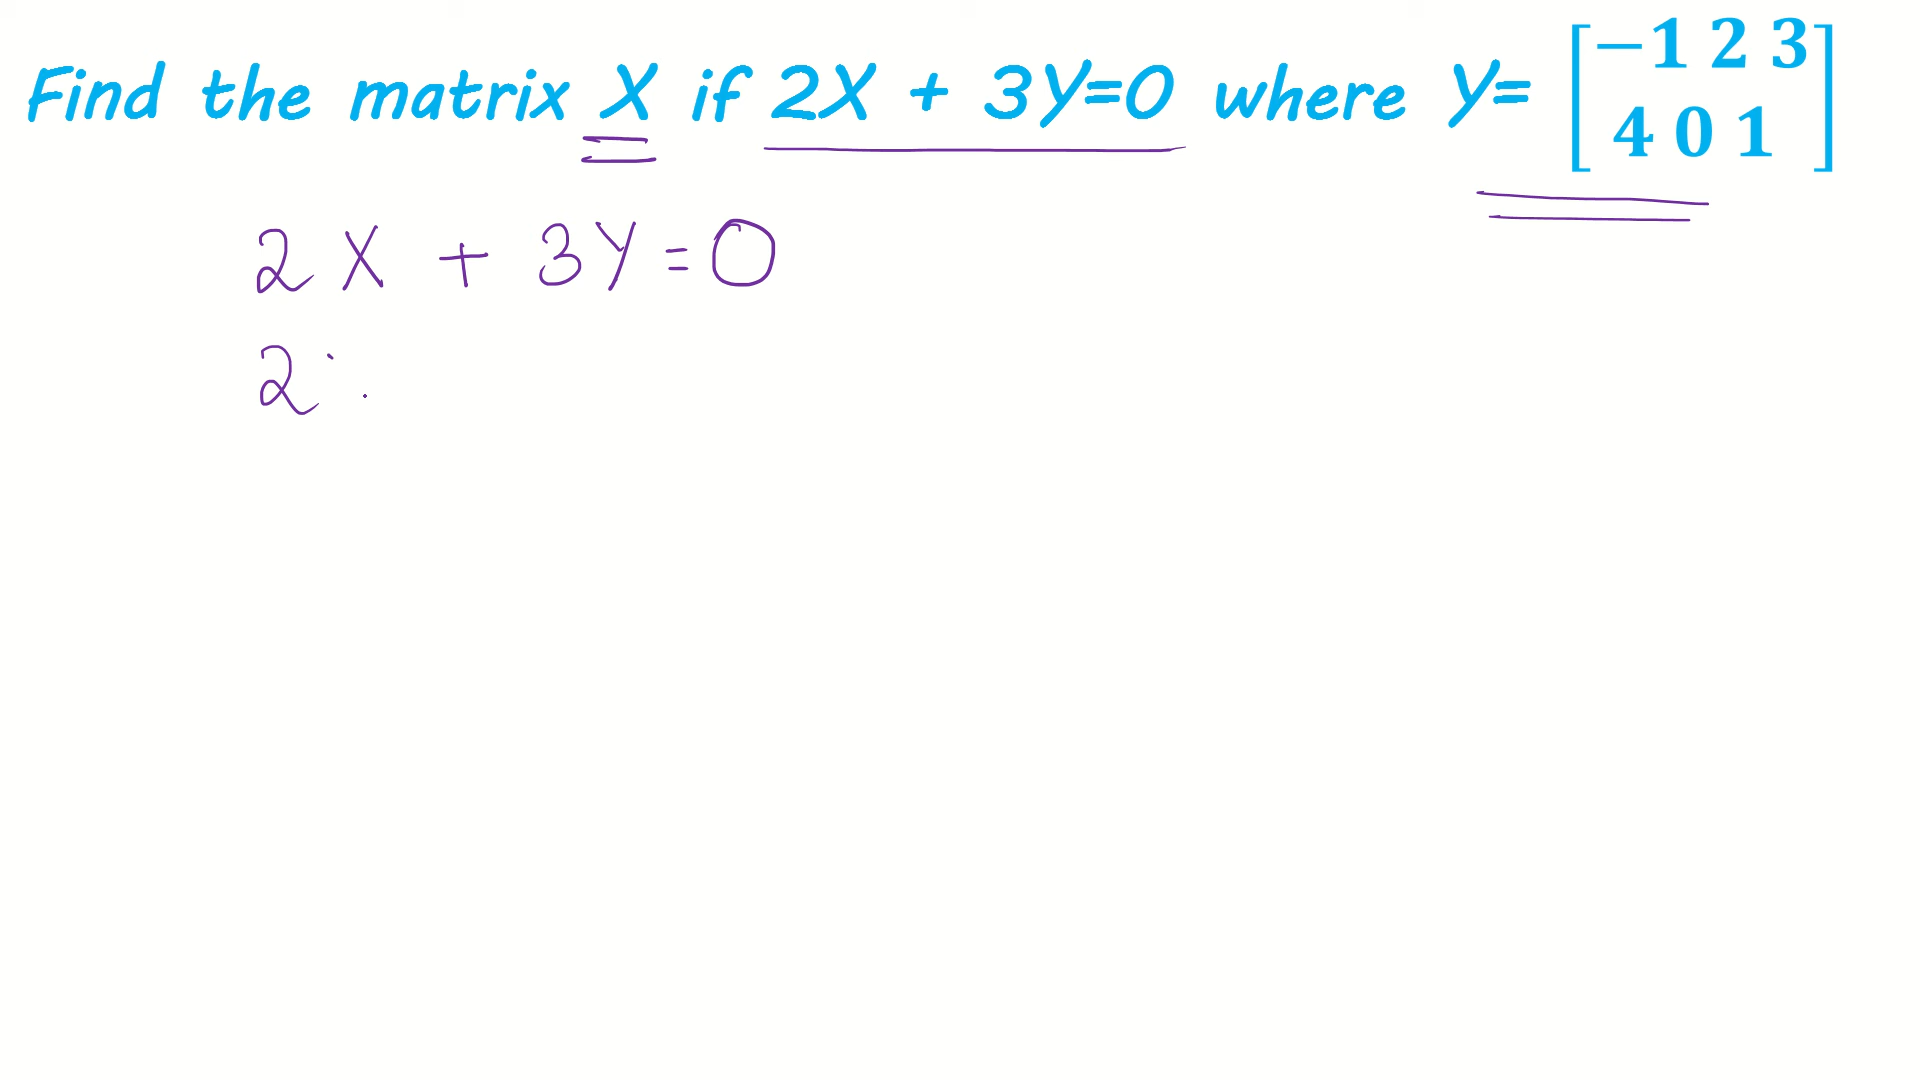 Find the matrix X if 2X + 3Y=0 where Y= [−1 2 3
4 0 1]
2X + 3Y=0
2